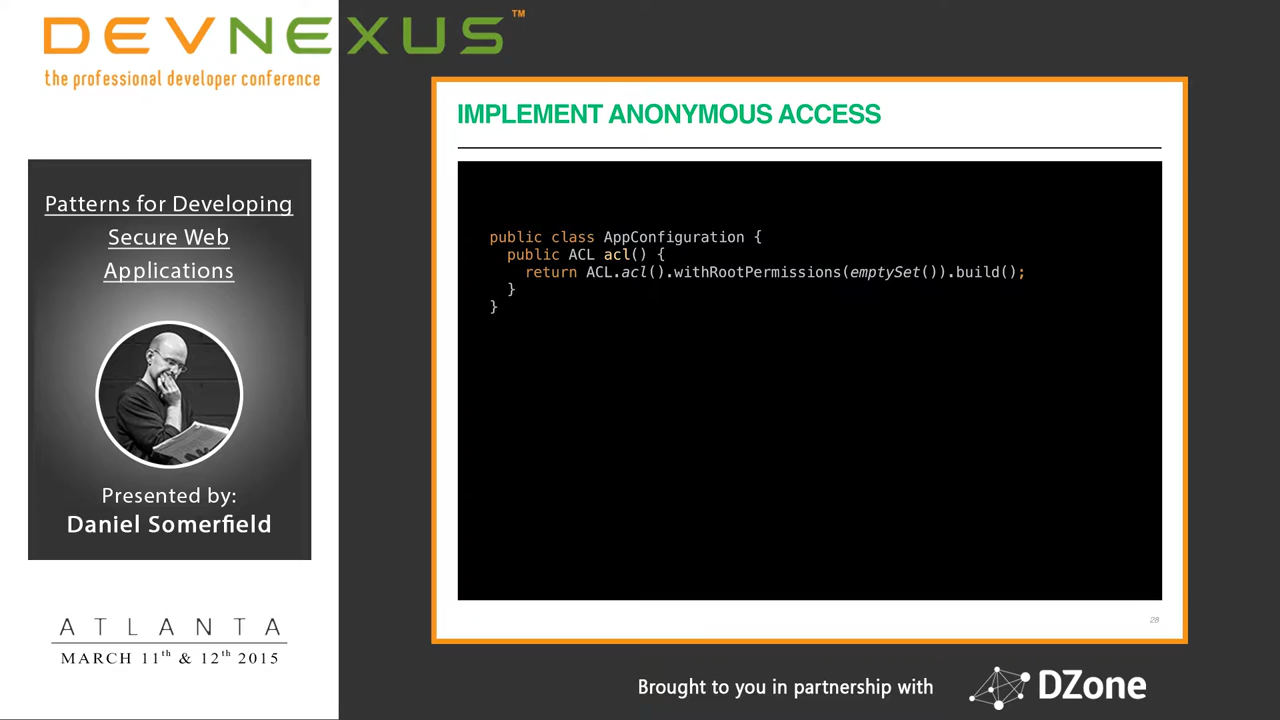 DEVNEXUS™
the professional developer conference
Patterns for Developing
Secure Web
Applications
Presented by:
Daniel Somerfield
ATLANTA
MARCH 11th & 12th 2015
IMPLEMENT ANONYMOUS ACCESS
public class AppConfiguration {
public ACL acl() {
return ACL.acl().withRootPermissions(emptySet()).build();
}
}
28
Brought to you in partnership with
DZone